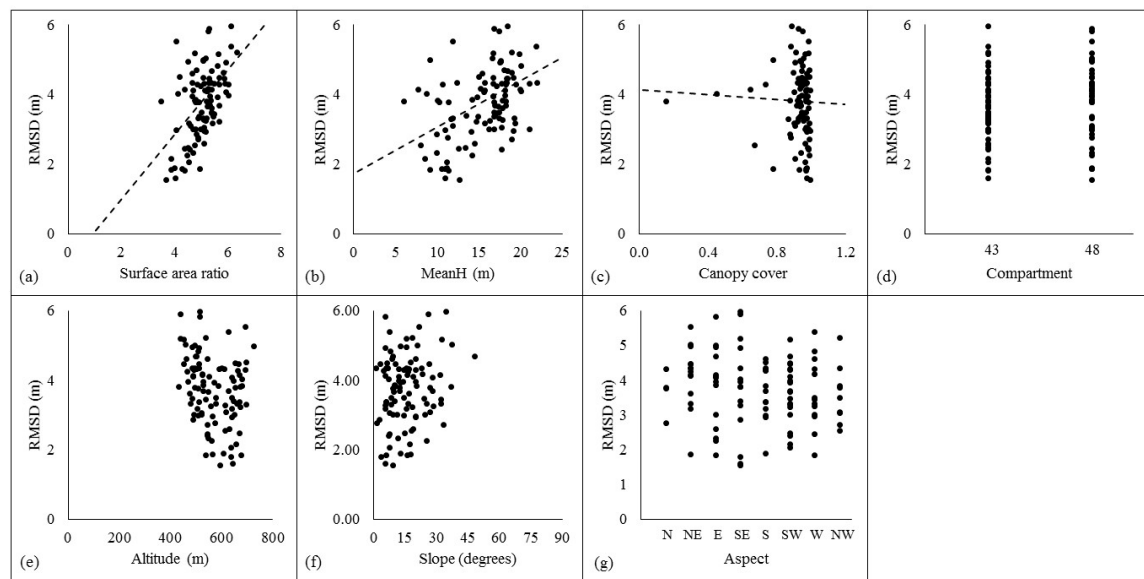 6
4
2
0
RMSD (m)
0 2 4 6 8
(a) Surface area ratio
6
4
2
0
RMSD (m)
0 5 10 15 20 25
(b) MeanH (m)
6
4
2
0
RMSD (m)
0.0 0.3 0.6 0.9 1.2
(c) Canopy cover
6
4
2
0
RMSD (m)
43 48
(d) Compartment
6
4
2
0
RMSD (m)
0 200 400 600 800
(e) Altitude (m)
6.00
4.00
2.00
0.00
RMSD (m)
0 15 30 45 60 75 90
(f) Slope (degrees)
6
5
4
3
2
1
0
RMSD (m)
N NE E SE S SW W NW
(g) Aspect